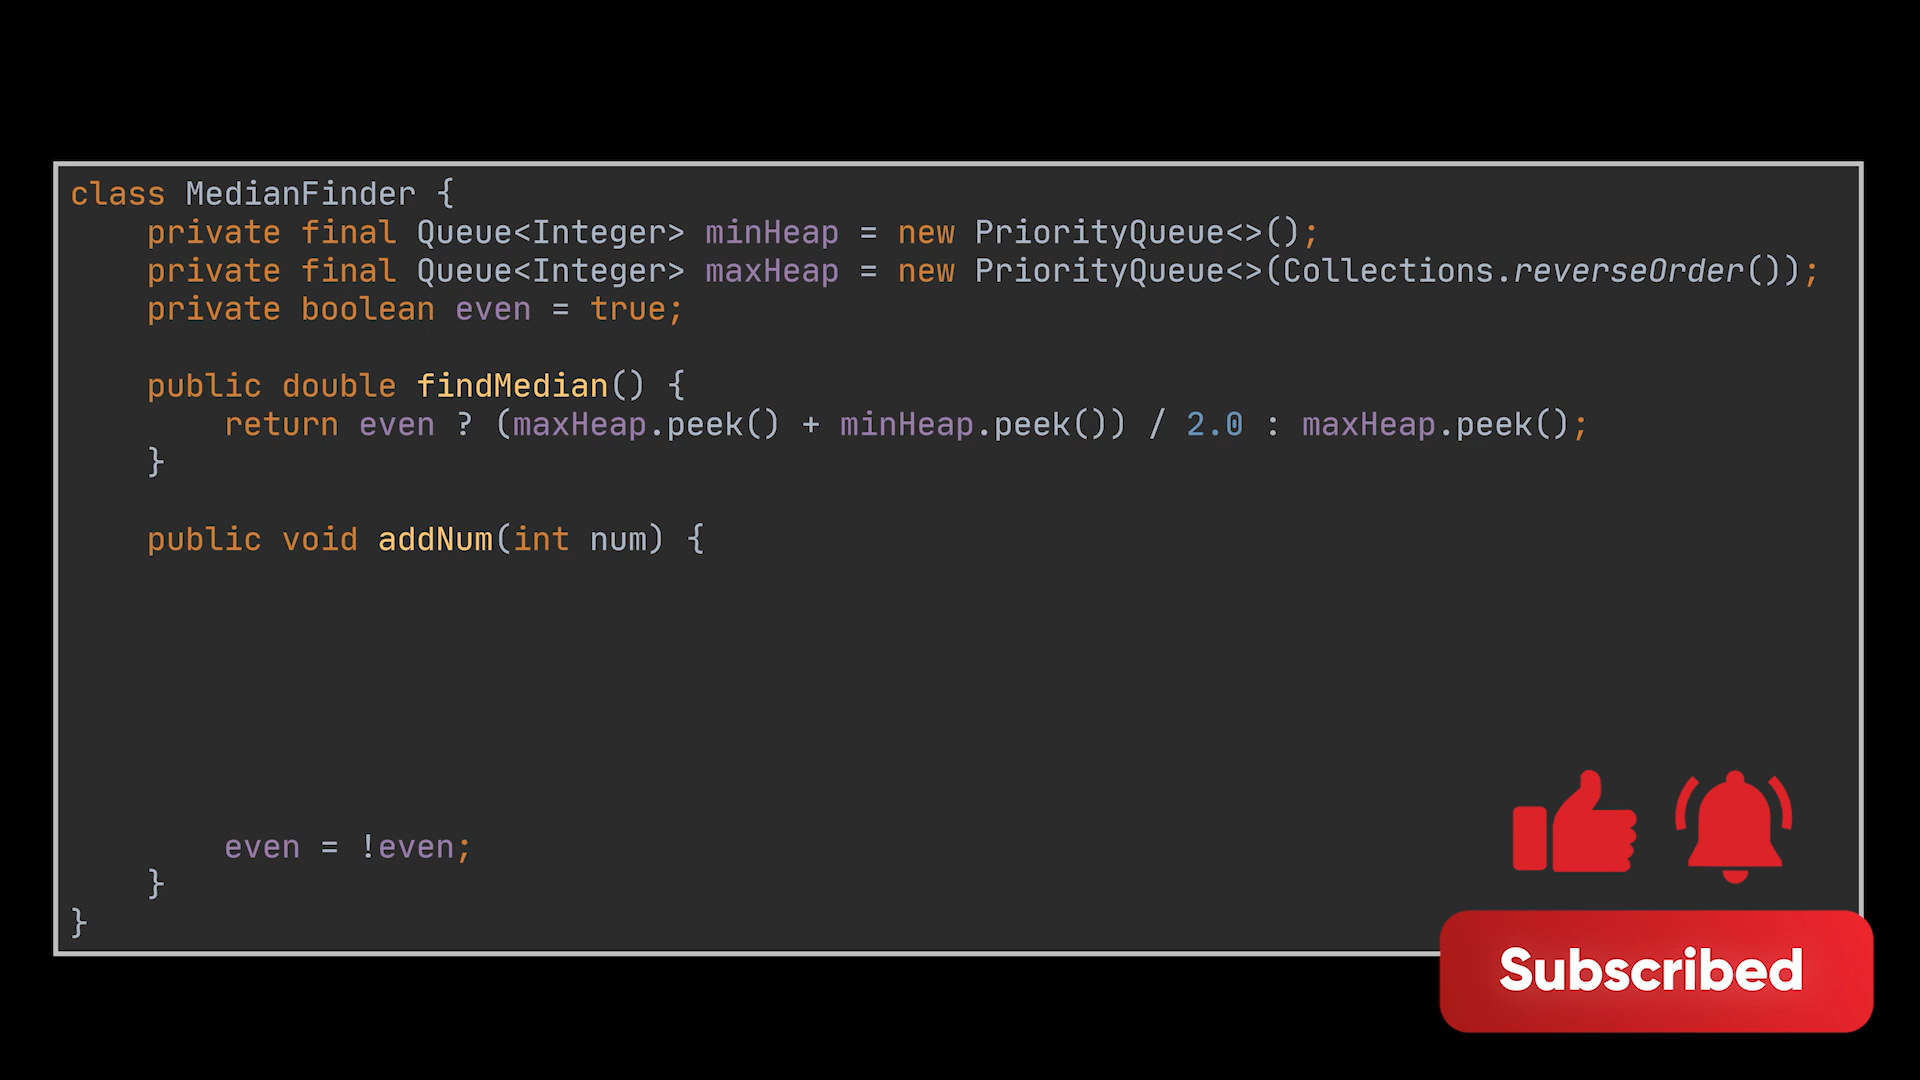 class MedianFinder {
    private final Queue<Integer> minHeap = new PriorityQueue<>();
    private final Queue<Integer> maxHeap = new PriorityQueue<>(Collections.reverseOrder());
    private boolean even = true;
    public double findMedian() {
        return even ? (maxHeap.peek() + minHeap.peek()) / 2.0 : maxHeap.peek();
    }
    public void addNum(int num) {
        even = !even;
    }
}
Subscribed